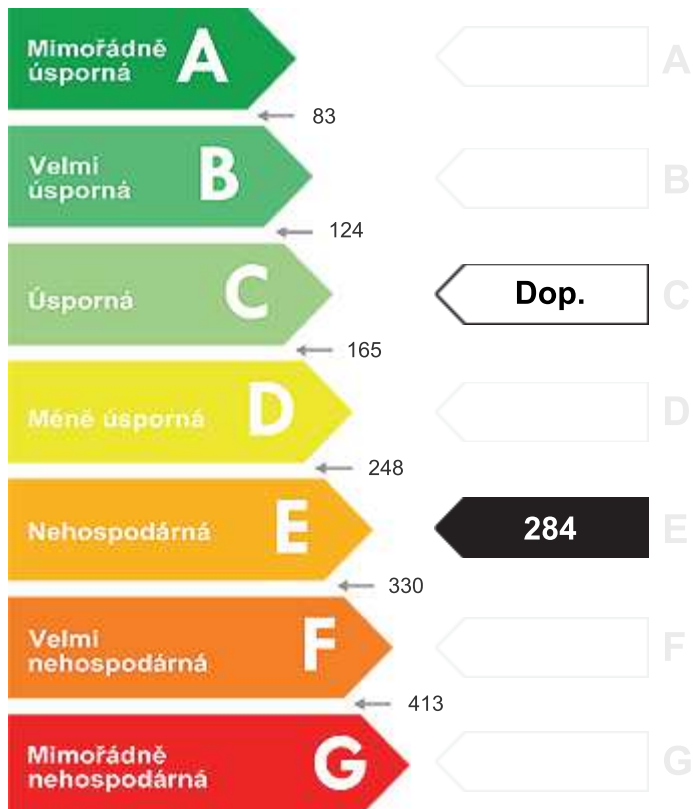 Mimořádně
úsporná
A
A
83
Velmi
úsporná
B
B
124
Úsporná
C
Dop.
C
165
Méně úsporná
D
D
248
Nehospodárná
E
284
E
330
Velmi
nehospodárná
F
F
413
Mimořádně
nehospodárná
G
G